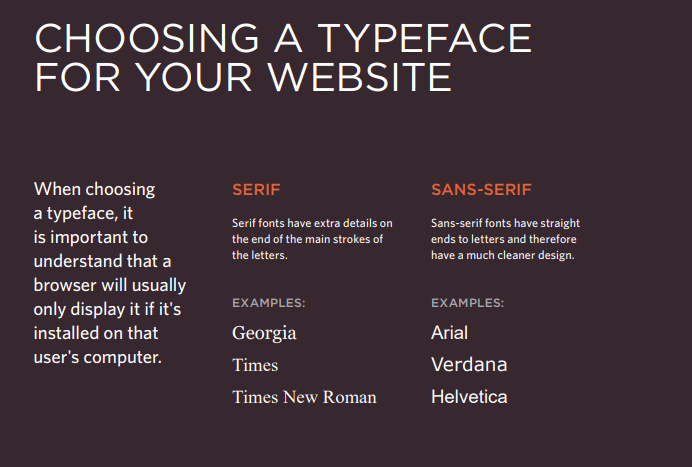 CHOOSING A TYPEFACE
FOR YOUR WEBSITE
When choosing
a typeface, it
is important to
understand that a
browser will usually
only display it if it's
installed on that
user's computer.
SERIF
Serif fonts have extra details on
the end of the main strokes of
the letters.
EXAMPLES:
Georgia
Times
Times New Roman
SANS-SERIF
Sans-serif fonts have straight
ends to letters and therefore
have a much cleaner design.
EXAMPLES:
Arial
Verdana
Helvetica